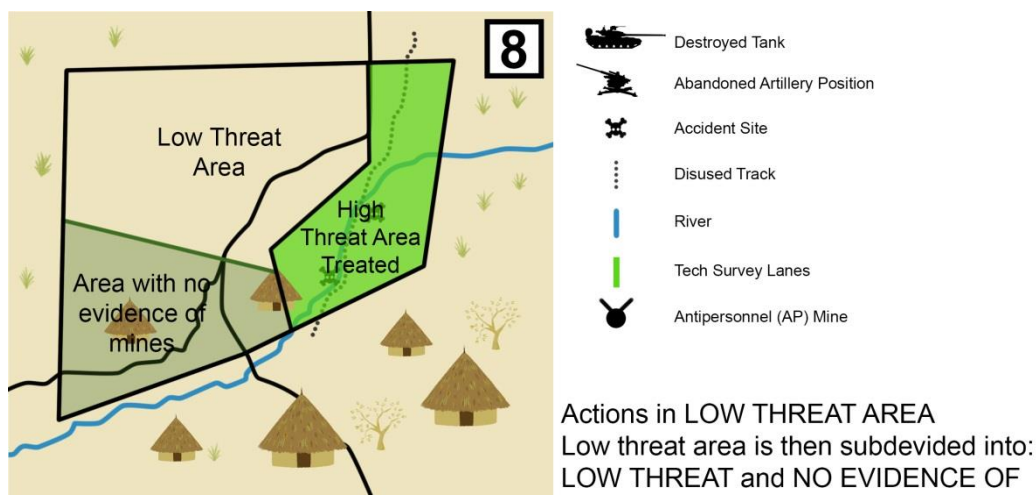 8
Low Threat
Area
High
Threat Area
Treated
Area with no
evidence of
mines
Destroyed Tank
Abandoned Artillery Position
Accident Site
Disused Track
River
Tech Survey Lanes
Antipersonnel (AP) Mine
Actions in LOW THREAT AREA
Low threat area is then subdevided into:
LOW THREAT and NO EVIDENCE OF